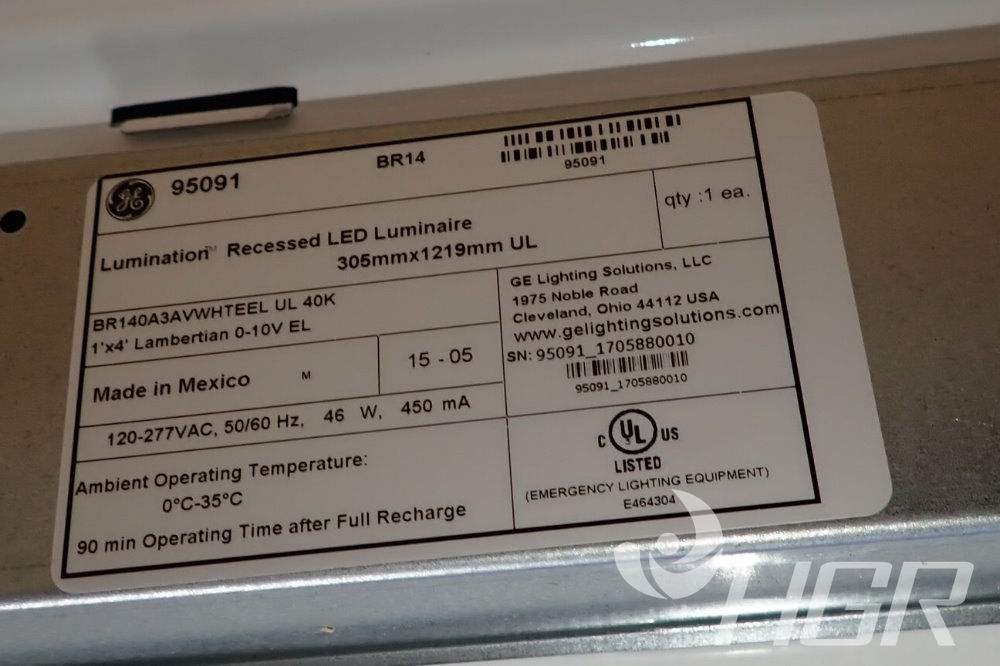 GE 95091 BR14
95091
Lumination™ Recessed LED Luminaire
305mmx1219mm UL
qty :1 ea.
BR140A3AVWHTEEL UL 40K
1'x4' Lambertian 0-10V EL
Made in Mexico M 15 - 05
120-277VAC, 50/60 Hz, 46 W, 450 mA
GE Lighting Solutions, LLC
1975 Noble Road
Cleveland, Ohio 44112 USA
www.gelightingsolutions.com
SN: 95091_1705880010
95091_1705880010
Ambient Operating Temperature:
0°C-35°C
90 min Operating Time after Full Recharge
C UL US
LISTED
(EMERGENCY LIGHTING EQUIPMENT)
E464304
HGR